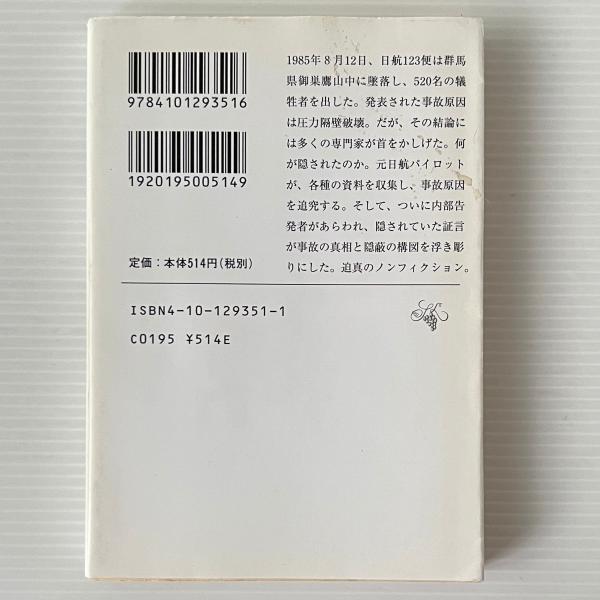 9784101293516
1920195005149
定価：本体514円（税別）
1985年８月12日、日航123便は群馬
県御巣鷹山中に墜落し、520名の犠
牲者を出した。発表された事故原因
は圧力隔壁破壊。だが、その結論に
は多くの専門家が首をかしげた。何
が隠されたのか。元日航パイロット
が、各種の資料を収集し、事故原因
を追究する。そして、ついに内部告
発者があらわれ、隠されていた証言
が事故の真相と隠蔽の構図を浮き彫
りにした。迫真のノンフィクション。
ISBN4-10-129351-1
C0195 ¥514E